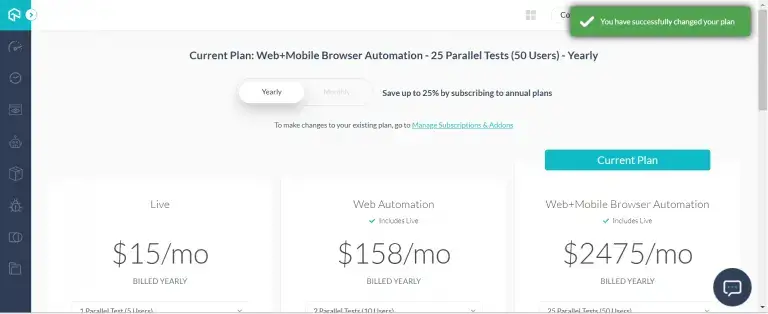 You have successfully changed your plan
Current Plan: Web+Mobile Browser Automation - 25 Parallel Tests (50 Users) - Yearly
Yearly
Monthly
Save up to 25% by subscribing to annual plans
To make changes to your existing plan, go to Manage Subscriptions & Addons
Current Plan
Live
Web Automation
Web+Mobile Browser Automation
Includes Live
Includes Live
$15/mo
$158/mo
$2475/mo
BILLED YEARLY
BILLED YEARLY
BILLED YEARLY
1 Parallel Test (5 Users)
2 Parallel Tests (10 Users)
25 Parallel Tests (50 Users)